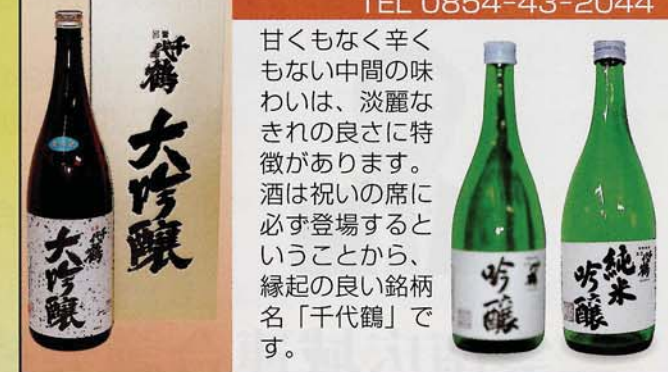 TEL 0854-43-2044
千代鶴
大吟醸
千代鶴
大吟醸
甘くもなく辛く
もない中間の味
わいは、淡麗な
きれの良さに特
徴があります。
酒は祝いの席に
必ず登場すると
いうことから、
縁起の良い銘柄
名「千代鶴」で
す。
吟醸
純米
吟醸